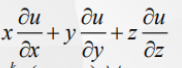 x ∂u/∂x + y ∂u/∂y + z ∂u/∂z